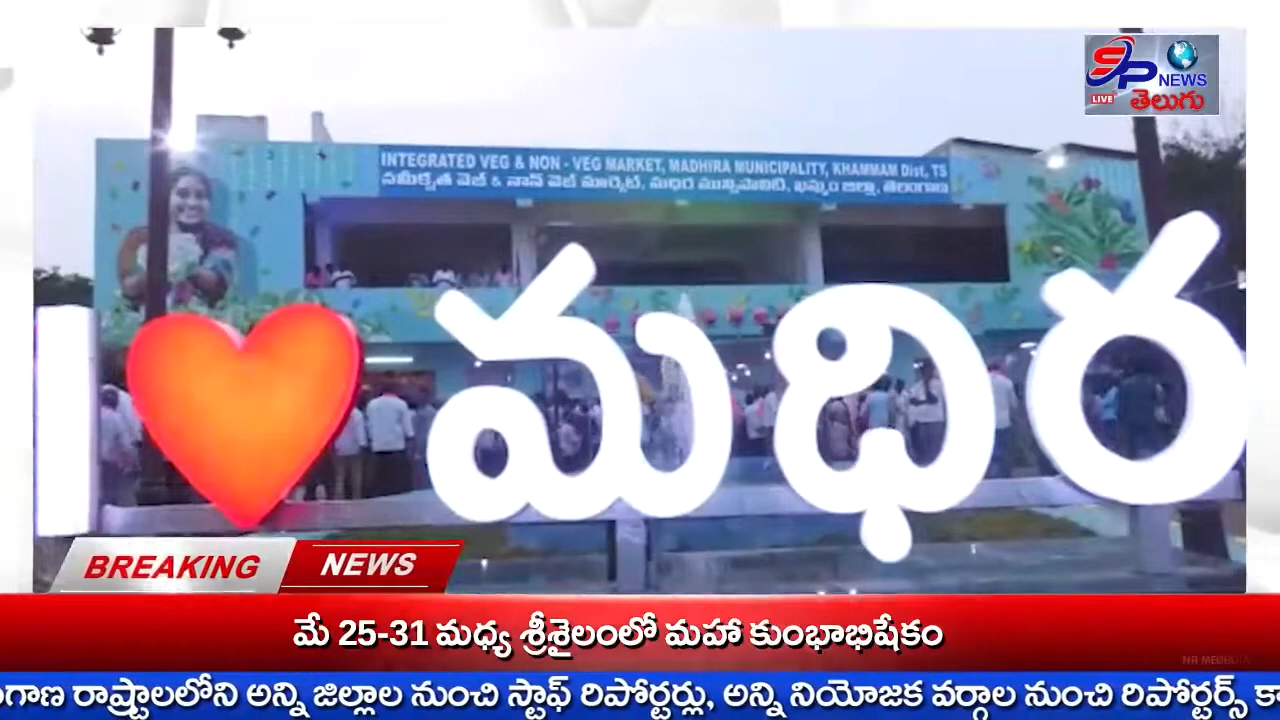 SP NEWS
LIVE తెలుగు
INTEGRATED VEG & NON - VEG MARKET, MADHIRA MUNICIPALITY, KHAMMAM Dist, TS
సమీకృత వెజ్ & నాన్ వెజ్ మార్కెట్, మధిర మున్సిపాలిటి, ఖమ్మం జిల్లా, తెలంగాణ
I మధిర
BREAKING NEWS
మే 25-31 మధ్య శ్రీశైలంలో మహా కుంభాభిషేకం
రాష్ట్రాలలోని అన్ని జిల్లాల నుంచి స్టాఫ్ రిపోర్టర్లు, అన్ని నియోజక వర్గాల నుంచి రిపోర్టర్స్ కా